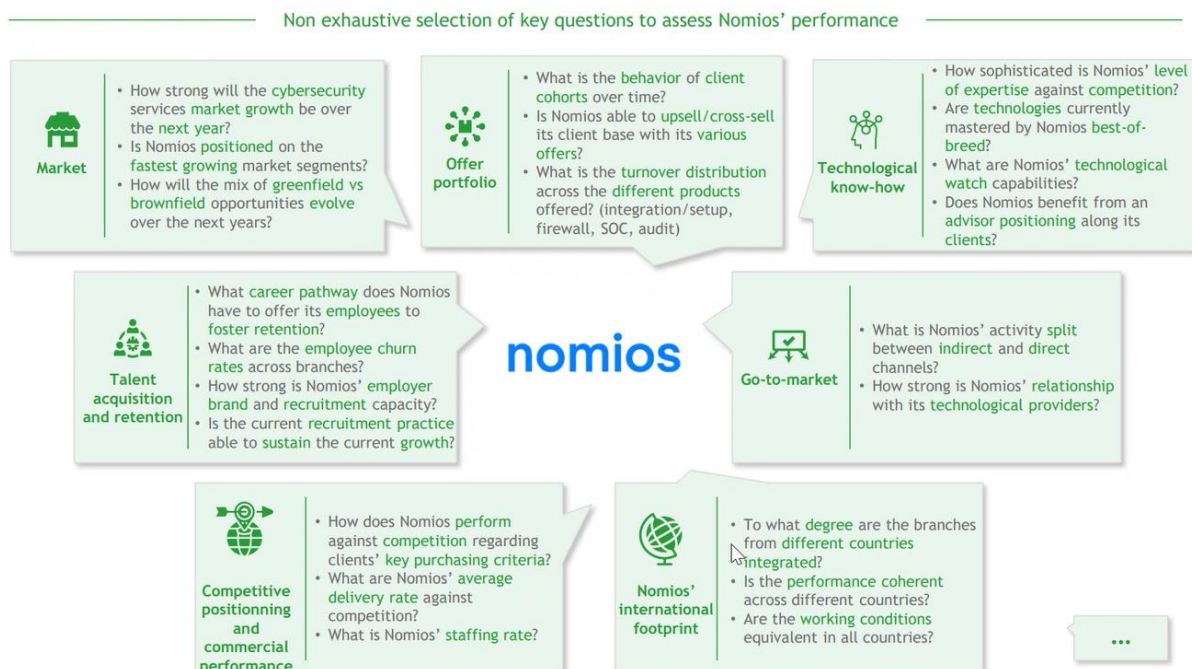 Non exhaustive selection of key questions to assess Nomios' performance
Market
• How strong will the cybersecurity
services market growth be over
the next year?
• Is Nomios positioned on the
fastest growing market segments?
• How will the mix of greenfield vs
brownfield opportunities evolve
over the next years?
Offer
portfolio
• What is the behavior of client
cohorts over time?
• Is Nomios able to upsell/cross-sell
its client base with its various
offers?
• What is the turnover distribution
across the different products
offered? (integration/setup,
firewall, SOC, audit)
Technological
know-how
• How sophisticated is Nomios' level
of expertise against competition?
• Are technologies currently
mastered by Nomios best-of-
breed?
• What are Nomios' technological
watch capabilities?
• Does Nomios benefit from an
advisor positioning along its
clients?
Talent
acquisition
and retention
• What career pathway does Nomios
have to offer its employees to
foster retention?
• What are the employee churn
rates across branches?
• How strong is Nomios' employer
brand and recruitment capacity?
• Is the current recruitment practice
able to sustain the current growth?
nomios
Go-to-market
• What is Nomios' activity split
between indirect and direct
channels?
• How strong is Nomios' relationship
with its technological providers?
Competitive
positionning
and
commercial
performance
• How does Nomios perform
against competition regarding
clients' key purchasing criteria?
• What are Nomios' average
delivery rate against
competition?
• What is Nomios' staffing rate?
Nomios'
international
footprint
• To what degree are the branches
from different countries
integrated?
• Is the performance coherent
across different countries?
• Are the working conditions
equivalent in all countries?
...